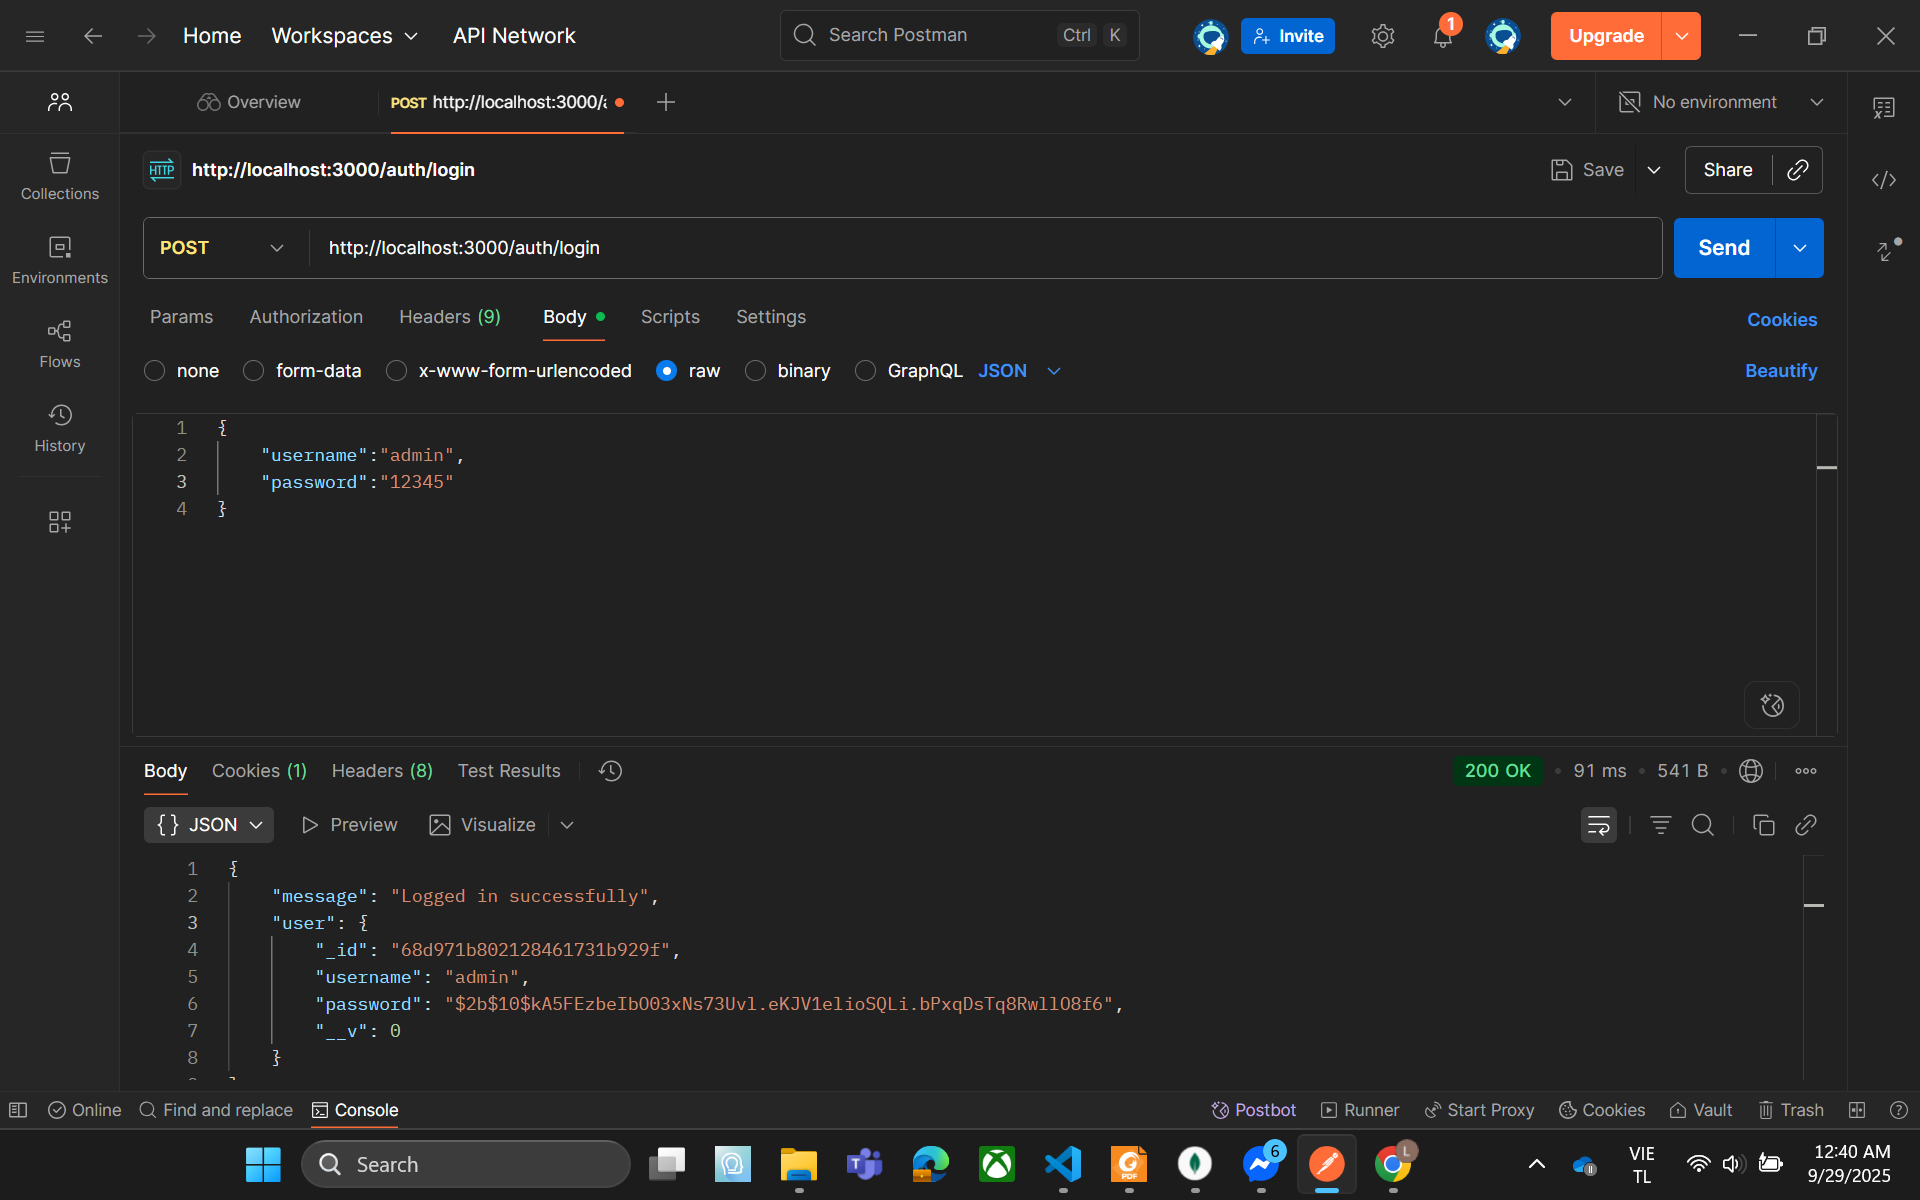 Home Workspaces API Network Search Postman Ctrl K Invite 1 Upgrade
Overview POST http://localhost:3000/a No environment
HTTP http://localhost:3000/auth/login Save Share
POST http://localhost:3000/auth/login Send
Params Authorization Headers (9) Body Scripts Settings Cookies
none form-data x-www-form-urlencoded raw binary GraphQL JSON Beautify
Collections
Environments
Flows
History
1 {
2 "username":"admin",
3 "password":"12345"
4 }
Body Cookies (1) Headers (8) Test Results 200 OK • 91 ms • 541 B
{} JSON Preview Visualize
1 {
2 "message": "Logged in successfully",
3 "user": {
4 "_id": "68d971b802128461731b929f",
5 "username": "admin",
6 "password": "$2b$10$kA5FEzbeIbO03xNs73Uvl.eKJV1elioSQLi.bPxqDsTq8RwllO8f6",
7 "__v": 0
8 }
Online Find and replace Console Postbot Runner Start Proxy Cookies Vault Trash
Search T PDF 6 L VIE TL 12:40 AM
9/29/2025